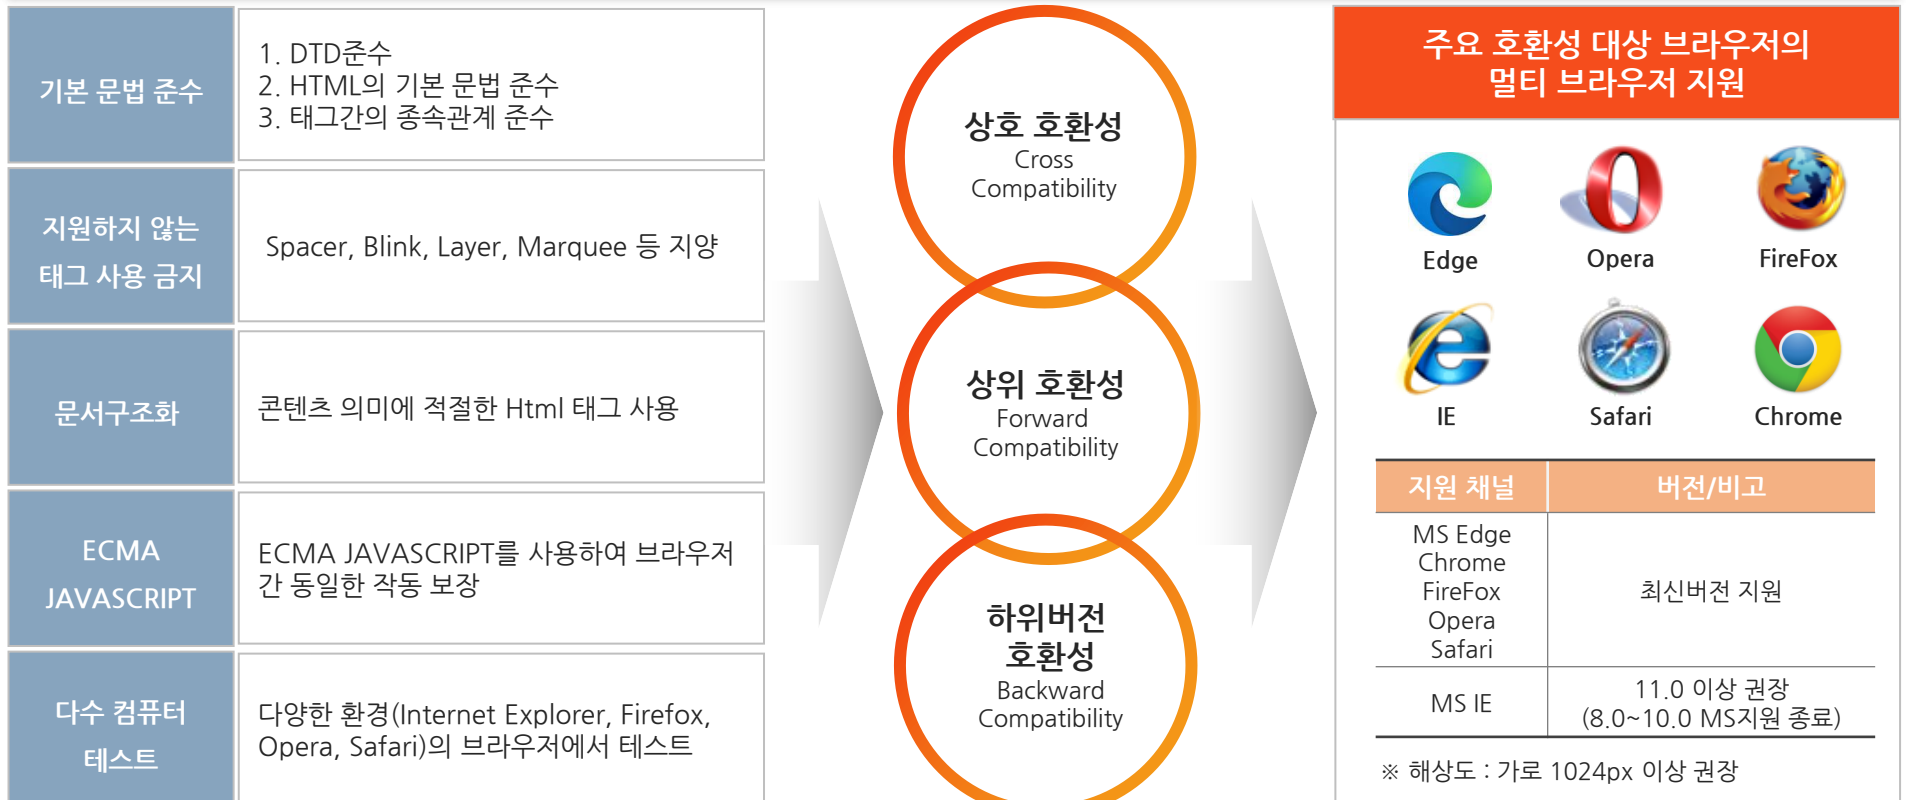 기본 문법 준수
1. DTD준수
2. HTML의 기본 문법 준수
3. 태그간의 종속관계 준수
지원하지 않는
태그 사용 금지
Spacer, Blink, Layer, Marquee 등 지양
문서구조화
콘텐츠 의미에 적절한 Html 태그 사용
ECMA
JAVASCRIPT
ECMA JAVASCRIPT를 사용하여 브라우저
간 동일한 작동 보장
다수 컴퓨터
테스트
다양한 환경(Internet Explorer, Firefox,
Opera, Safari)의 브라우저에서 테스트
상호 호환성
Cross
Compatibility
상위 호환성
Forward
Compatibility
하위버전
호환성
Backward
Compatibility
주요 호환성 대상 브라우저의
멀티 브라우저 지원
Edge
Opera
FireFox
IE
Safari
Chrome
지원 채널
버전/비고
MS Edge
Chrome
FireFox
Opera
Safari
최신버전 지원
MS IE
11.0 이상 권장
(8.0~10.0 MS지원 종료)
※ 해상도 : 가로 1024px 이상 권장